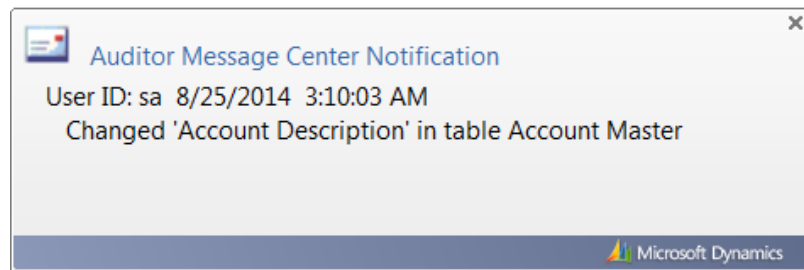 Auditor Message Center Notification
User ID: sa 8/25/2014 3:10:03 AM
Changed 'Account Description' in table Account Master
Microsoft Dynamics